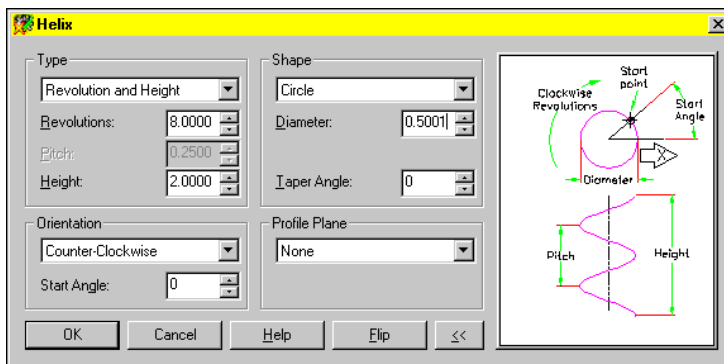 Helix
Type
Revolution and Height
Revolutions: 8.0000
Pitch: 0.2500
Height: 2.0000
Shape
Circle
Diameter: 0.5001
Taper Angle: 0
Orientation
Counter-Clockwise
Start Angle: 0
Profile Plane
None
OK
Cancel
Help
Flip
<<
Start
point
Clockwise
Revolutions
Start
Angle
X
Diameter
Pitch
Height